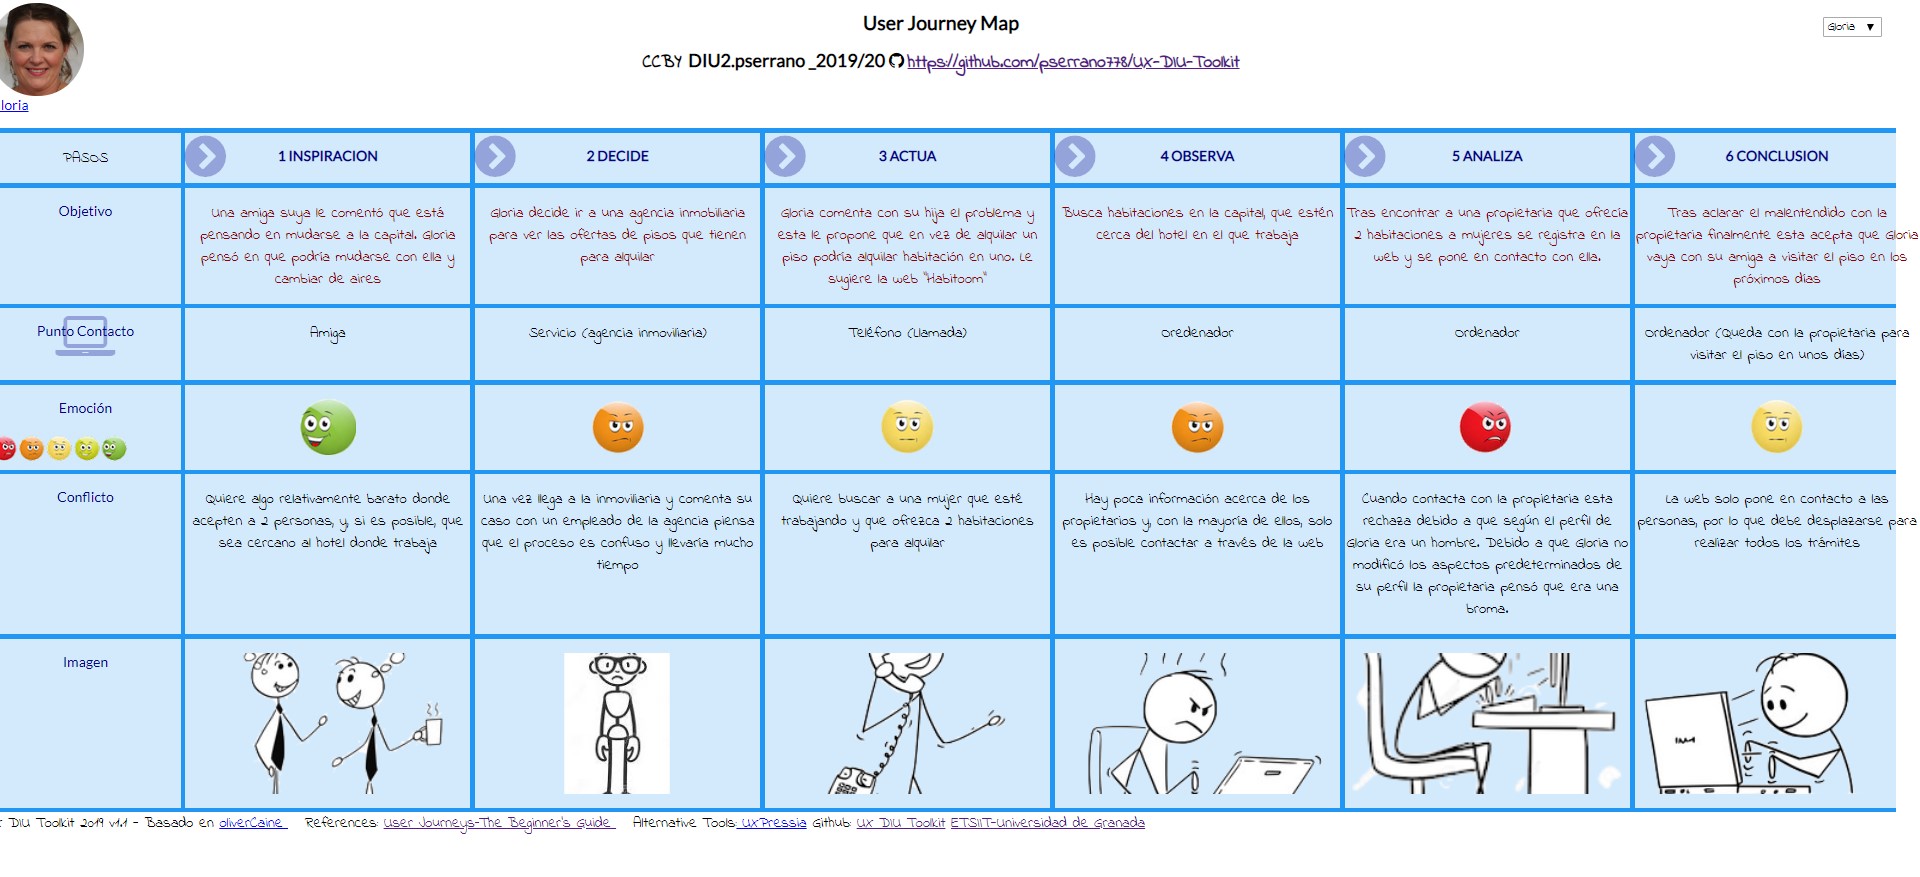 User Journey Map
Gloria ▼
CCBY DIU2.pserrano_2019/20 https://github.com/pserrano778/UX-DIU-Toolkit
loria
PASOS
1 INSPIRACION
2 DECIDE
3 ACTUA
4 OBSERVA
5 ANALIZA
6 CONCLUSION
Objetivo
Una amiga suya le comentó que está
pensando en mudarse a la capital. Gloria
pensó en que podría mudarse con ella y
cambiar de aires
Gloria decide ir a una agencia inmobiliaria
para ver las ofertas de pisos que tienen
para alquilar
Gloria comenta con su hija el problema y
esta le propone que en vez de alquilar un
piso podría alquilar habitación en uno. Le
sugiere la web "Habitoom"
Busca habitaciones en la capital, que estén
cerca del hotel en el que trabaja
Tras encontrar a una propietaria que ofrecía
2 habitaciones a mujeres se registra en la
web y se pone en contacto con ella.
Tras aclarar el malentendido con la
propietaria finalmente esta acepta que Gloria
vaya con su amiga a visitar el piso en los
próximos días
Punto Contacto
Amiga
Servicio (agencia inmoviliaria)
Teléfono (Llamada)
Oredenador
Ordenador
Ordenador (Queda con la propietaria para
visitar el piso en unos días)
Emoción
Conflicto
Quiere algo relativamente barato donde
acepten a 2 personas, y, si es posible, que
sea cercano al hotel donde trabaja
Una vez llega a la inmoviliaria y comenta su
caso con un empleado de la agencia piensa
que el proceso es confuso y llevaría mucho
tiempo
Quiere buscar a una mujer que esté
trabajando y que ofrezca 2 habitaciones
para alquilar
Hay poca información acerca de los
propietarios y, con la mayoría de ellos, solo
es posible contactar a través de la web
Cuando contacta con la propietaria esta
rechaza debido a que según el perfil de
Gloria era un hombre. Debido a que Gloria no
modificó los aspectos predeterminados de
su perfil la propietaria pensó que era una
broma.
La web solo pone en contacto a las
personas, por lo que debe desplazarse para
realizar todos los trámites
Imagen
DIU Toolkit 2019 v1.1 - Basado en oliverCaine References: User Journeys-The Beginner's Guide Alternative Tools: UXPressia Github: UX DIU Toolkit ETSIIT-Universidad de Granada